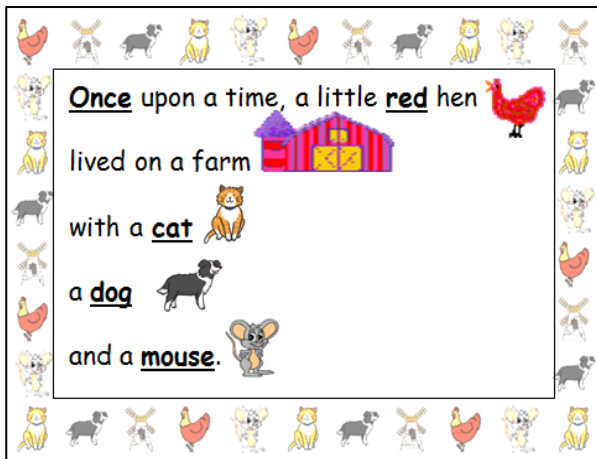 Once upon a time, a little red hen
lived on a farm
with a cat
a dog
and a mouse.